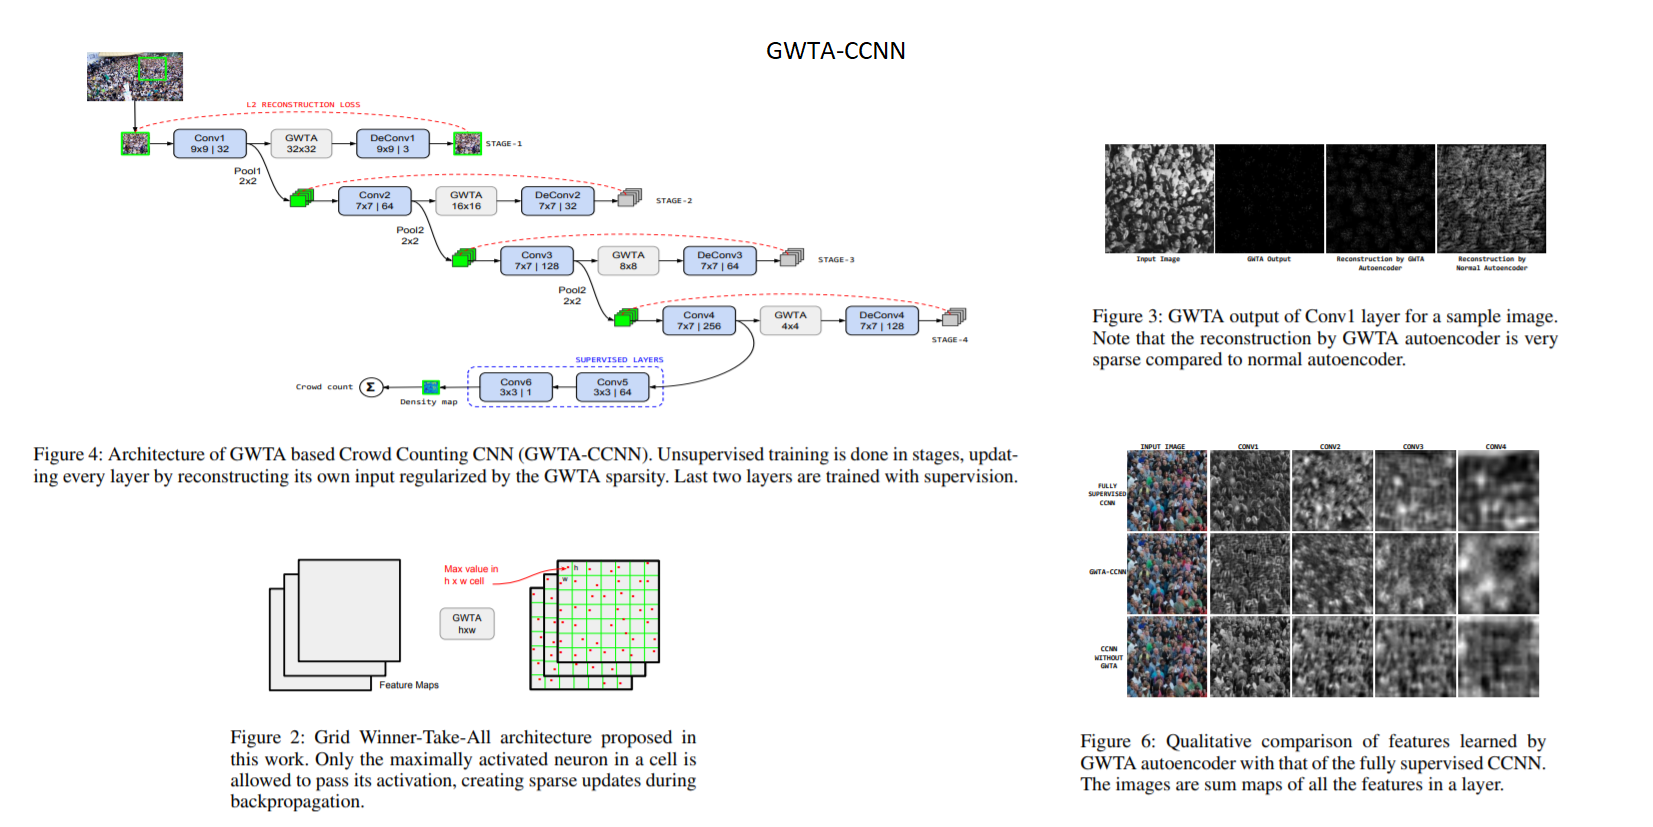 GWTA-CCNN
L2 RECONSTRUCTION LOSS
Conv1
9x9 | 32
GWTA
32x32
DeConv1
9x9 | 3
STAGE-1
Pool1
2x2
Conv2
7x7 | 64
GWTA
16x16
DeConv2
7x7 | 32
STAGE-2
Pool2
2x2
Conv3
7x7 | 128
GWTA
8x8
DeConv3
7x7 | 64
STAGE-3
Pool2
2x2
Conv4
7x7 | 256
GWTA
4x4
DeConv4
7x7 | 128
STAGE-4
SUPERVISED LAYERS
Crowd count
Σ
Density map
Conv6
3x3 | 1
Conv5
3x3 | 64
Figure 4: Architecture of GWTA based Crowd Counting CNN (GWTA-CCNN). Unsupervised training is done in stages, updat-
ing every layer by reconstructing its own input regularized by the GWTA sparsity. Last two layers are trained with supervision.
Max value in
h x w cell
h
w
GWTA
hxw
Feature Maps
Figure 2: Grid Winner-Take-All architecture proposed in
this work. Only the maximally activated neuron in a cell is
allowed to pass its activation, creating sparse updates during
backpropagation.
Input Image
GWTA Output
Reconstruction by GWTA
Autoencoder
Reconstruction by
Normal Autoencoder
Figure 3: GWTA output of Conv1 layer for a sample image.
Note that the reconstruction by GWTA autoencoder is very
sparse compared to normal autoencoder.
INPUT IMAGE
CONV1
CONV2
CONV3
CONV4
FULLY
SUPERVISED
CCNN
GWTA-CCNN
CCNN
WITHOUT
GWTA
Figure 6: Qualitative comparison of features learned by
GWTA autoencoder with that of the fully supervised CCNN.
The images are sum maps of all the features in a layer.